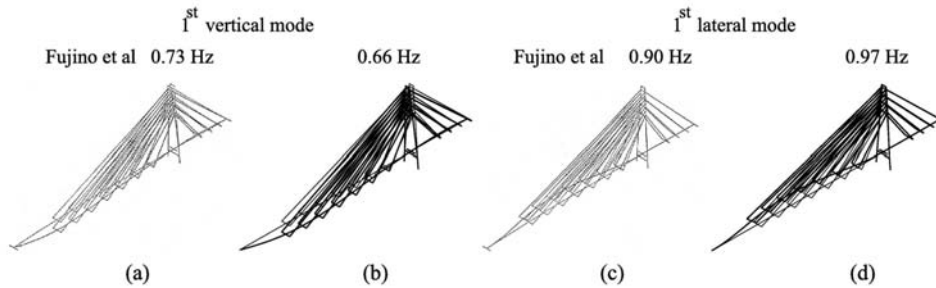 1st vertical mode
1st lateral mode
Fujino et al 0.73 Hz
0.66 Hz
Fujino et al 0.90 Hz
0.97 Hz
(a)
(b)
(c)
(d)